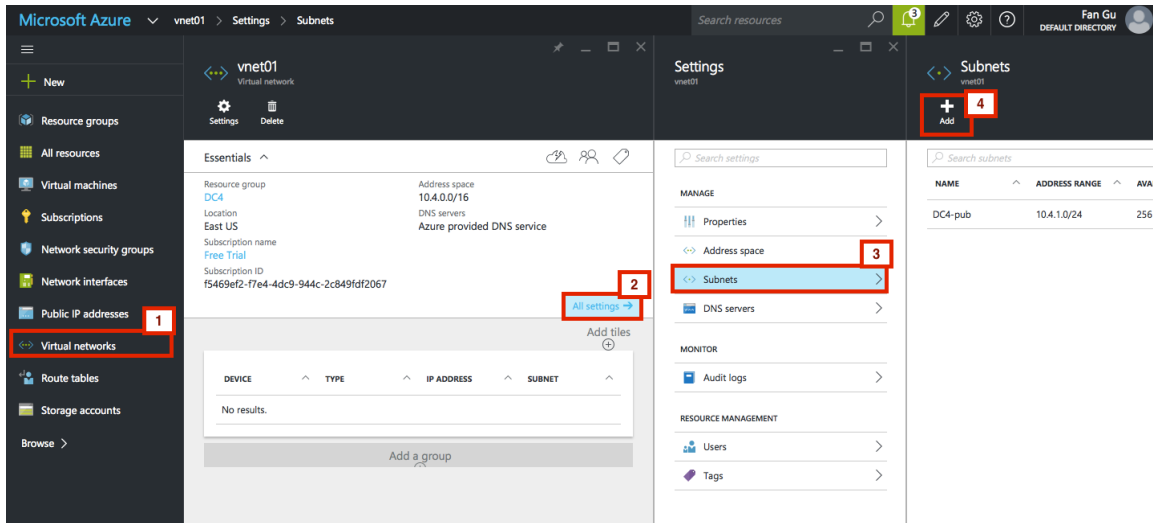 Microsoft Azure vnet01 > Settings > Subnets
Search resources
3
Fan Gu
DEFAULT DIRECTORY
New
Resource groups
All resources
Virtual machines
Subscriptions
Network security groups
Network interfaces
Public IP addresses
1
Virtual networks
Route tables
Storage accounts
Browse >
vnet01
Virtual network
Settings Delete
Essentials
Resource group
DC4
Location
East US
Subscription name
Free Trial
Subscription ID
f5469ef2-f7e4-4dc9-944c-2c849fdf2067
Address space
10.4.0.0/16
DNS servers
Azure provided DNS service
2
All settings →
Add tiles
DEVICE TYPE IP ADDRESS SUBNET
No results.
Add a group
Settings
vnet01
Search settings
MANAGE
Properties
Address space
3
Subnets
DNS servers
MONITOR
Audit logs
RESOURCE MANAGEMENT
Users
Tags
Subnets
vnet01
4
Add
Search subnets
NAME ADDRESS RANGE AVA
DC4-pub 10.4.1.0/24 256